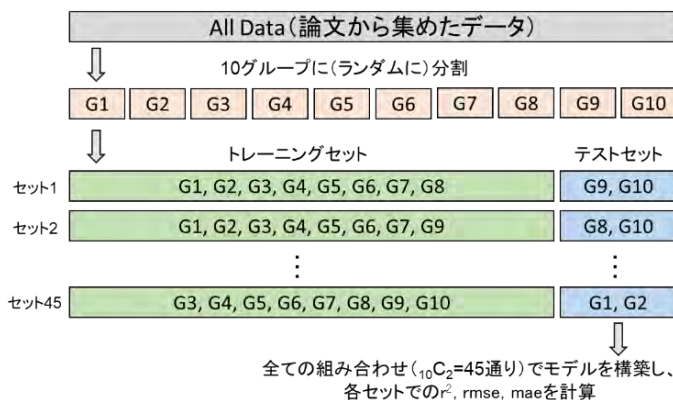 All Data（論文から集めたデータ）
10グループに（ランダムに）分割
G1 G2 G3 G4 G5 G6 G7 G8 G9 G10
トレーニングセット テストセット
セット1 G1, G2, G3, G4, G5, G6, G7, G8 G9, G10
セット2 G1, G2, G3, G4, G5, G6, G7, G9 G8, G10
⋮ ⋮
セット45 G3, G4, G5, G6, G7, G8, G9, G10 G1, G2
全ての組み合わせ（₁₀C₂=45通り）でモデルを構築し、
各セットでのr², rmse, maeを計算